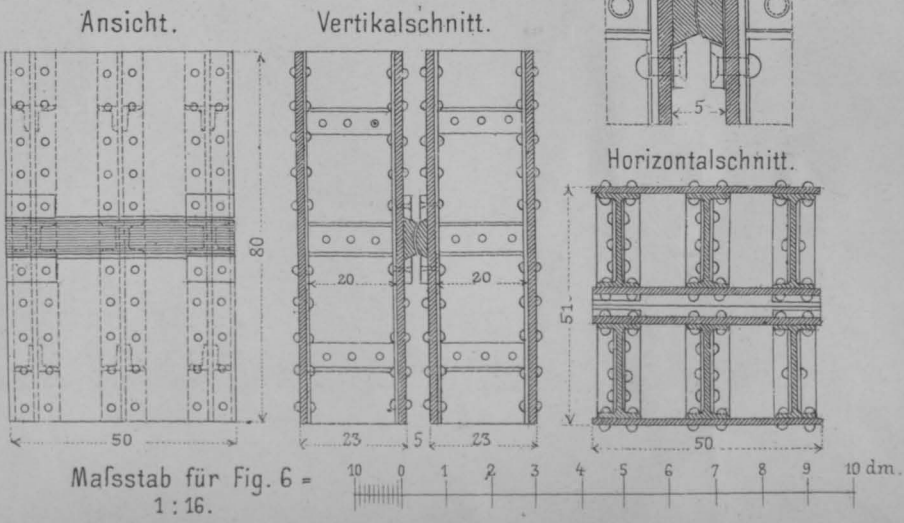 Ansicht.
Vertikalschnitt.
5
Horizontalschnitt.
80
20
20
51
50
23
5
23
50
Maſsstab für Fig. 6 =
1 : 16.
10 0 1 2 3 4 5 6 7 8 9 10 dm.